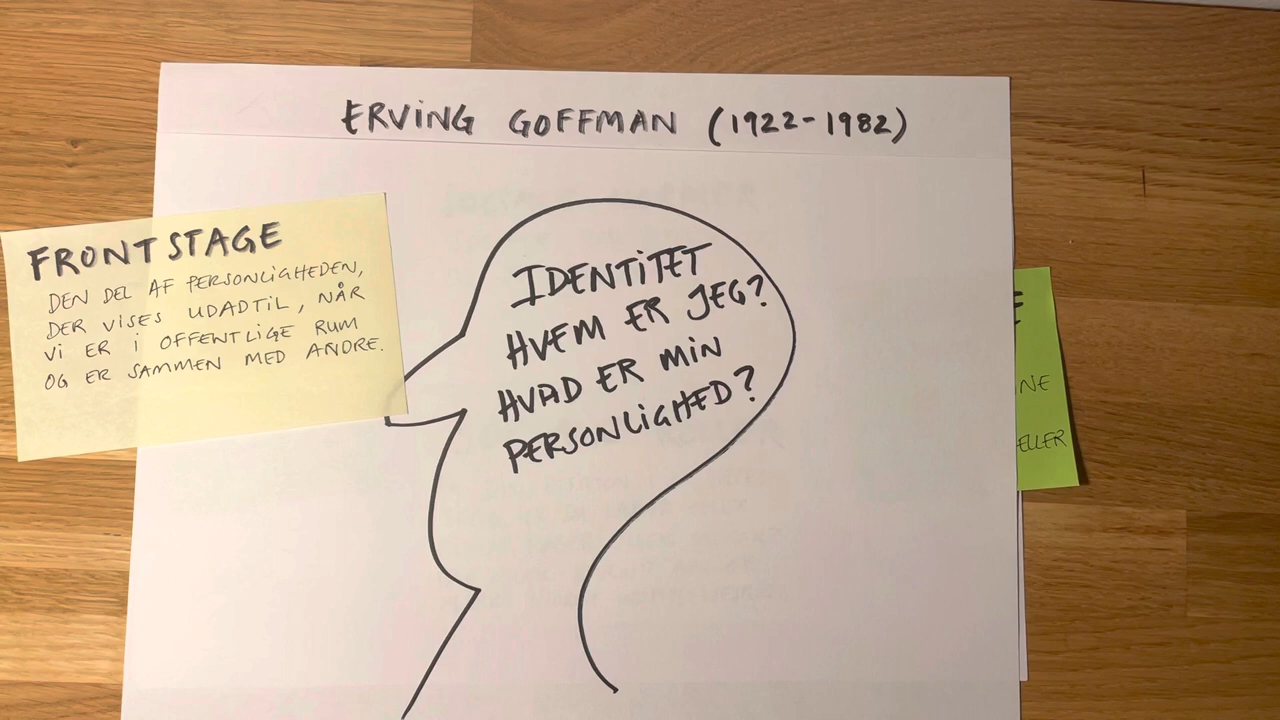 ERVING GOFFMAN (1922-1982)
FRONTSTAGE
DEN DEL AF PERSONLIGHEDEN,
DER VISES UDADTIL, NÅR
VI ER I OFFENTLIGE RUM
OG ER SAMMEN MED ANDRE.
IDENTITET
HVEM ER JEG?
HVAD ER MIN
PERSONLIGHED?
ELLER